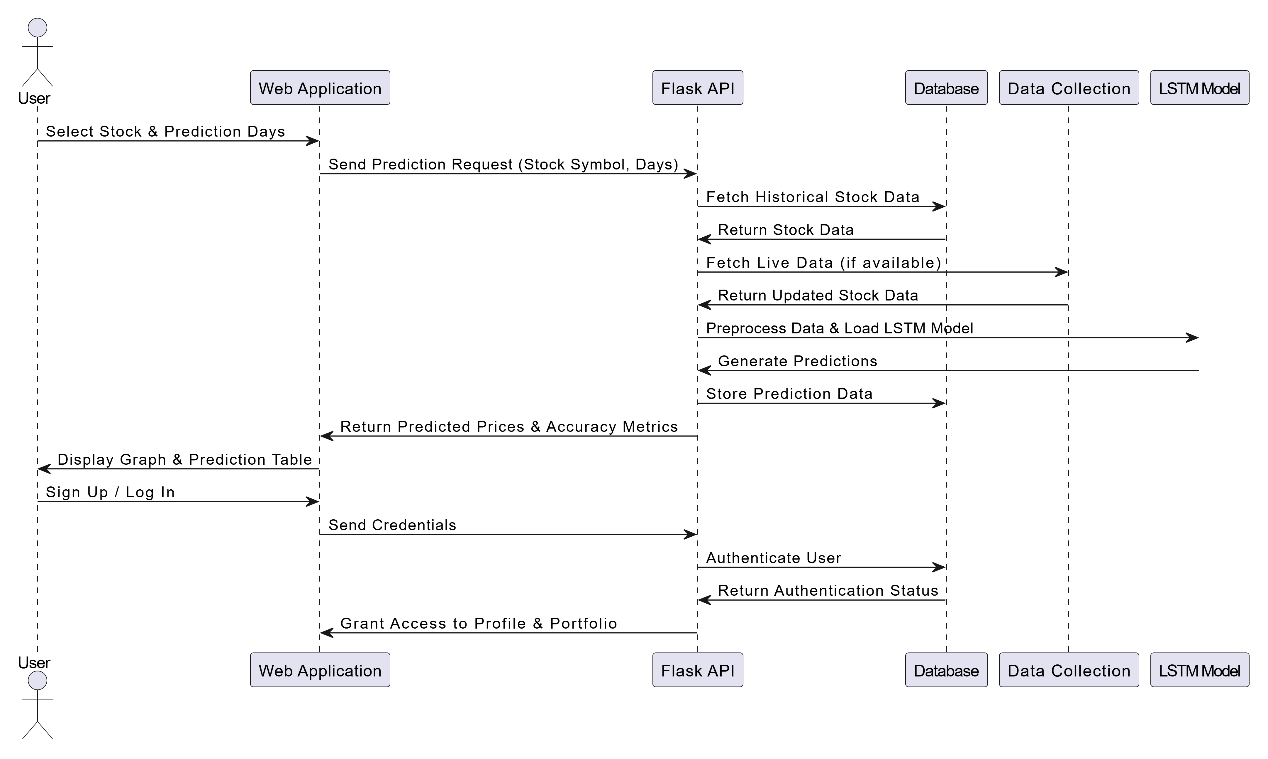 User
Web Application
Flask API
Database
Data Collection
LSTM Model
Select Stock & Prediction Days
Send Prediction Request (Stock Symbol, Days)
Fetch Historical Stock Data
Return Stock Data
Fetch Live Data (if available)
Return Updated Stock Data
Preprocess Data & Load LSTM Model
Generate Predictions
Store Prediction Data
Return Predicted Prices & Accuracy Metrics
Display Graph & Prediction Table
Sign Up / Log In
Send Credentials
Authenticate User
Return Authentication Status
Grant Access to Profile & Portfolio
User
Web Application
Flask API
Database
Data Collection
LSTM Model